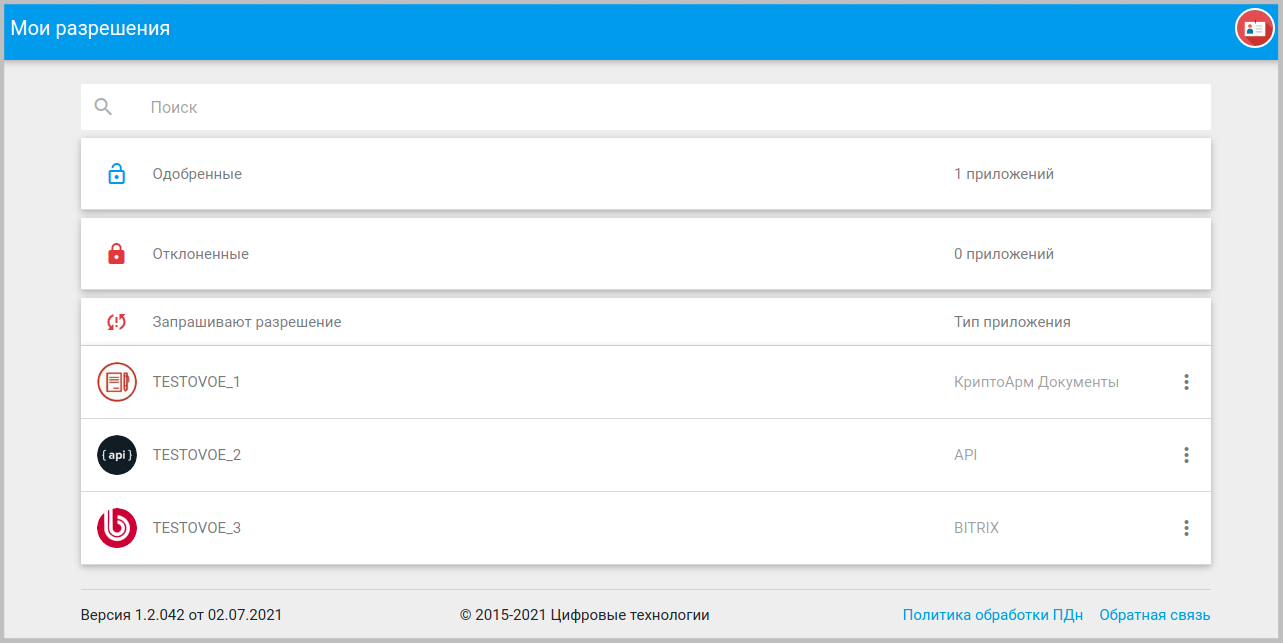 Мои разрешения
Поиск
Одобренные 1 приложений
Отклоненные 0 приложений
Запрашивают разрешение Тип приложения
TESTOVOE_1 КриптоАрм Документы
{api} TESTOVOE_2 API
TESTOVOE_3 BITRIX
Версия 1.2.042 от 02.07.2021 © 2015-2021 Цифровые технологии Политика обработки ПДн Обратная связь